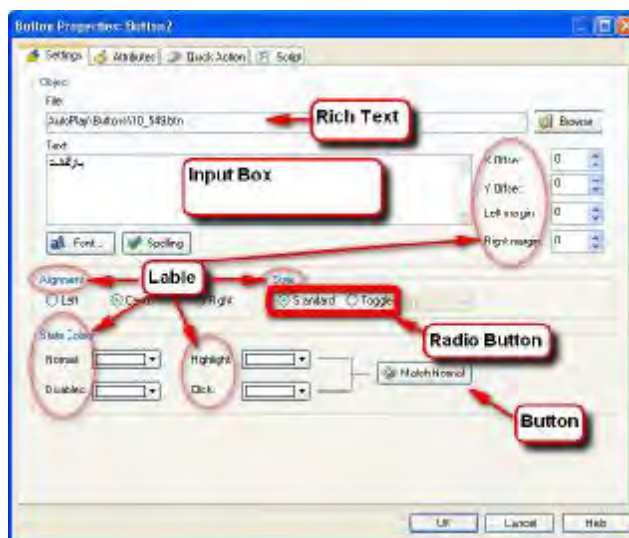 Button Properties: Button2
Settings Attributes Quick Action Script
Object
File:
AutoPlay\Buttons\10_549.btn Browse
Rich Text
Text:
بازگشت
Input Box
X Offset: 0
Y Offset: 0
Left margin: 0
Right margin: 0
Font... Spelling
Alignment Lable Style
Left Center Right Standard Toggle
State Colors
Radio Button
Normal: Highlight:
Disabled: Click: Match Normal
Button
OK Cancel Help